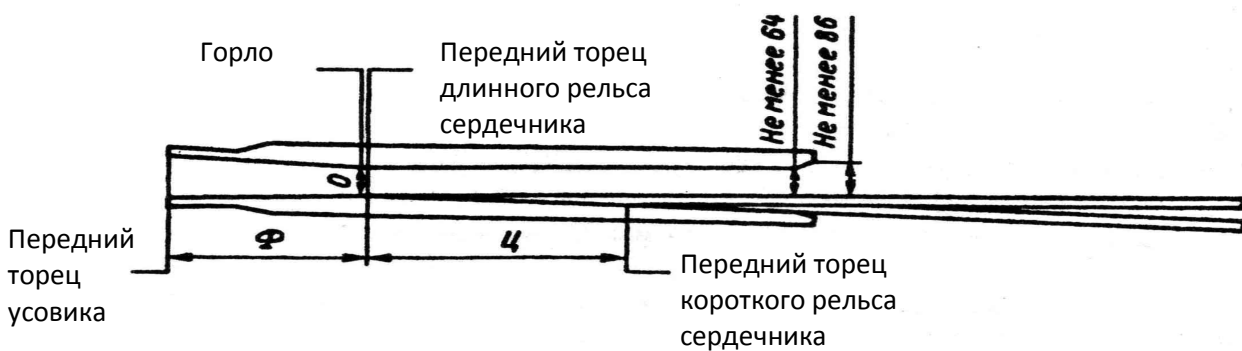 Горло
Передний торец
длинного рельса
сердечника
Не менее 64
Не менее 86
О
Передний
торец
усовика
Ф
Ц
Передний торец
короткого рельса
сердечника